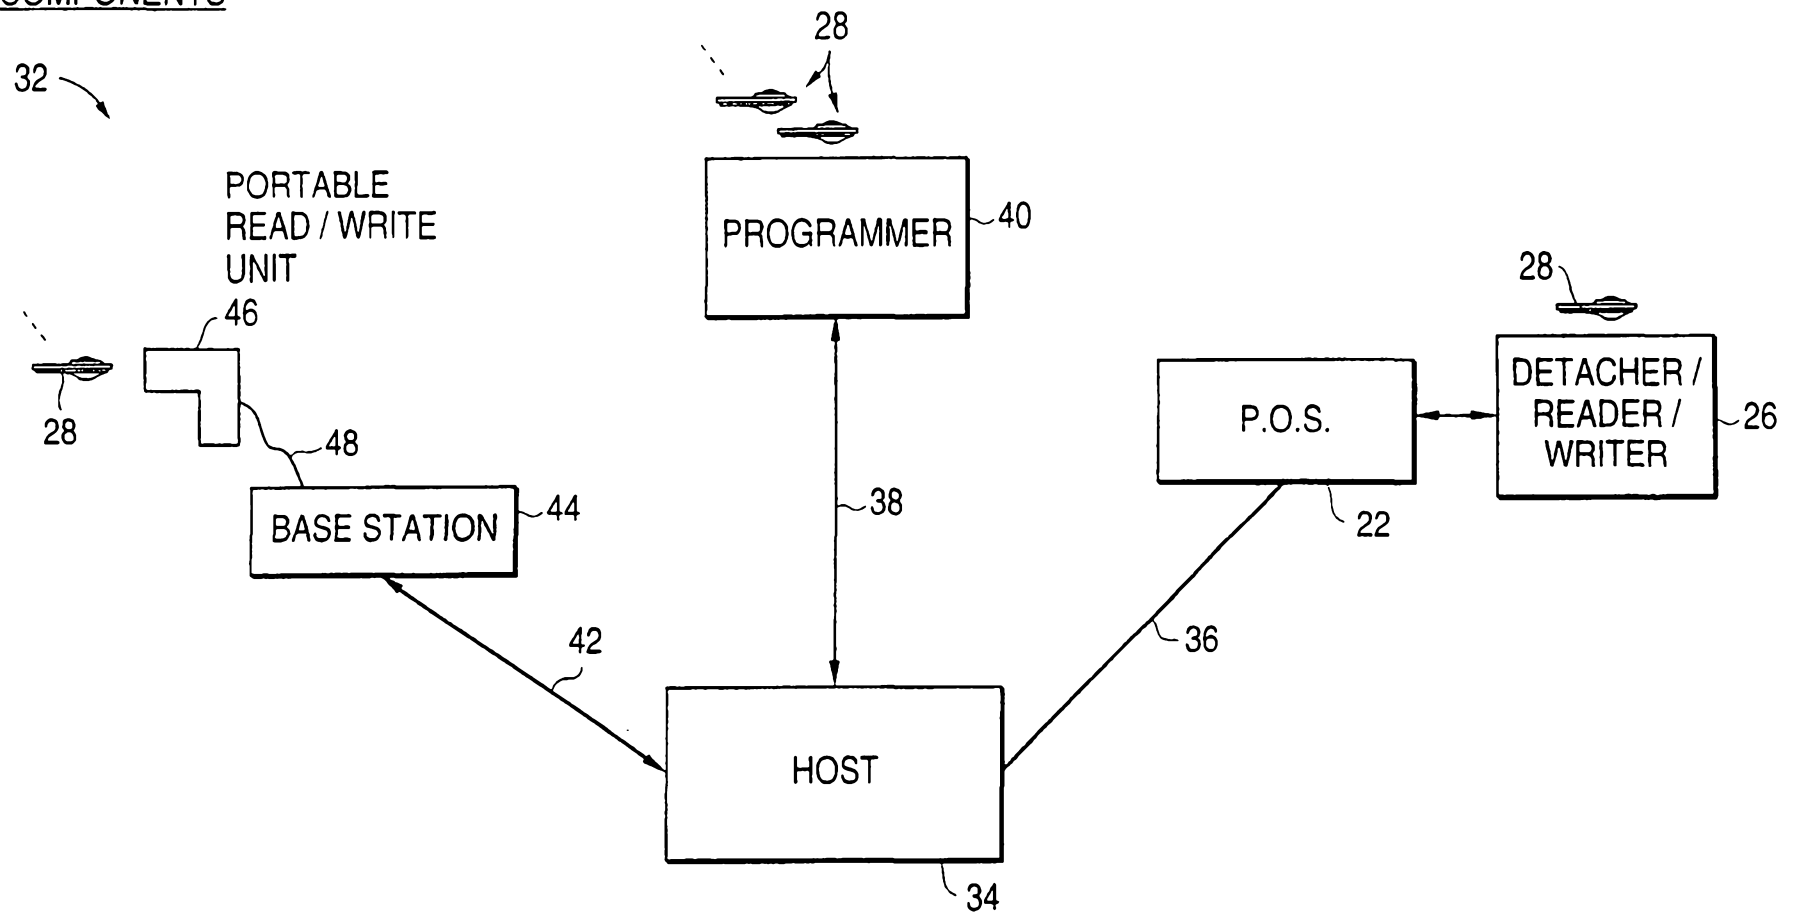 COMPONENTS
28
32
PORTABLE
READ / WRITE
UNIT
46
28
48
BASE STATION
44
PROGRAMMER
40
28
DETACHER /
READER /
WRITER
26
P.O.S.
22
38
42
36
HOST
34